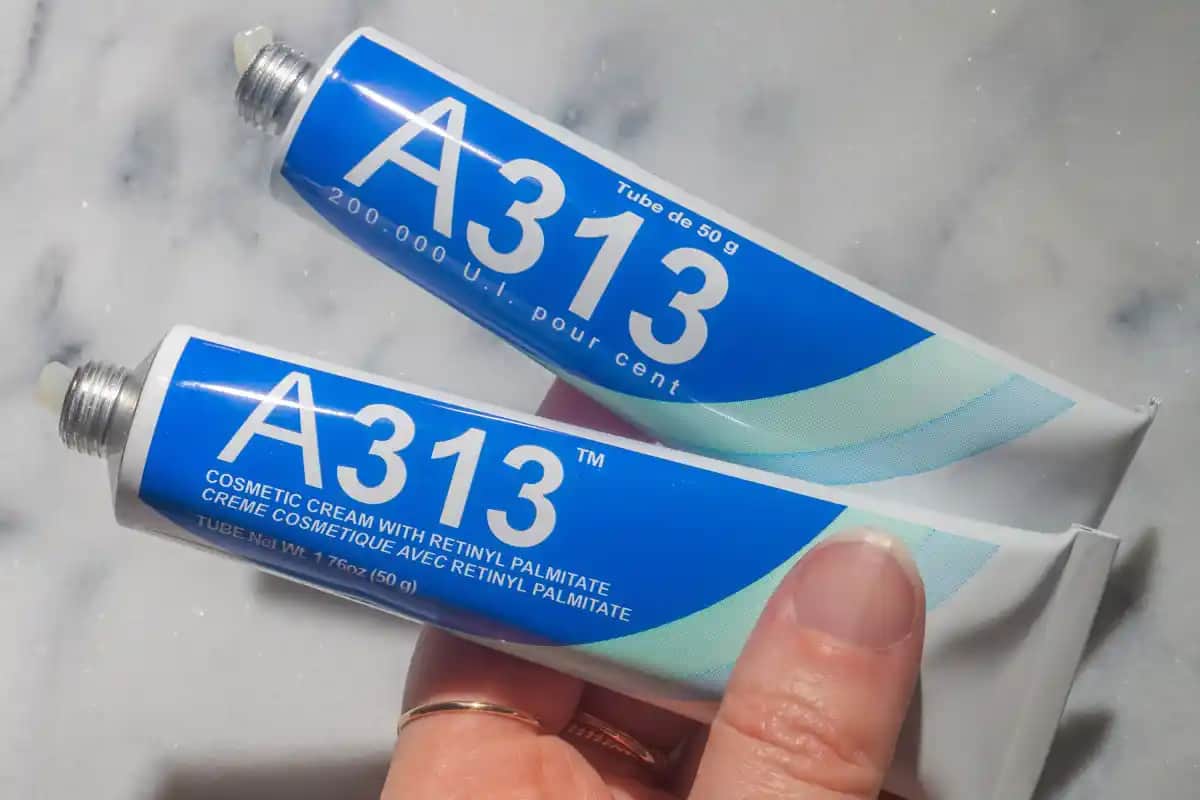 A313
Tube de 50 g
200.000 U.I. pour cent
A313™
COSMETIC CREAM WITH RETINYL PALMITATE
CREME COSMETIQUE AVEC RETINYL PALMITATE
TUBE Net Wt. 1.76oz (50 g)